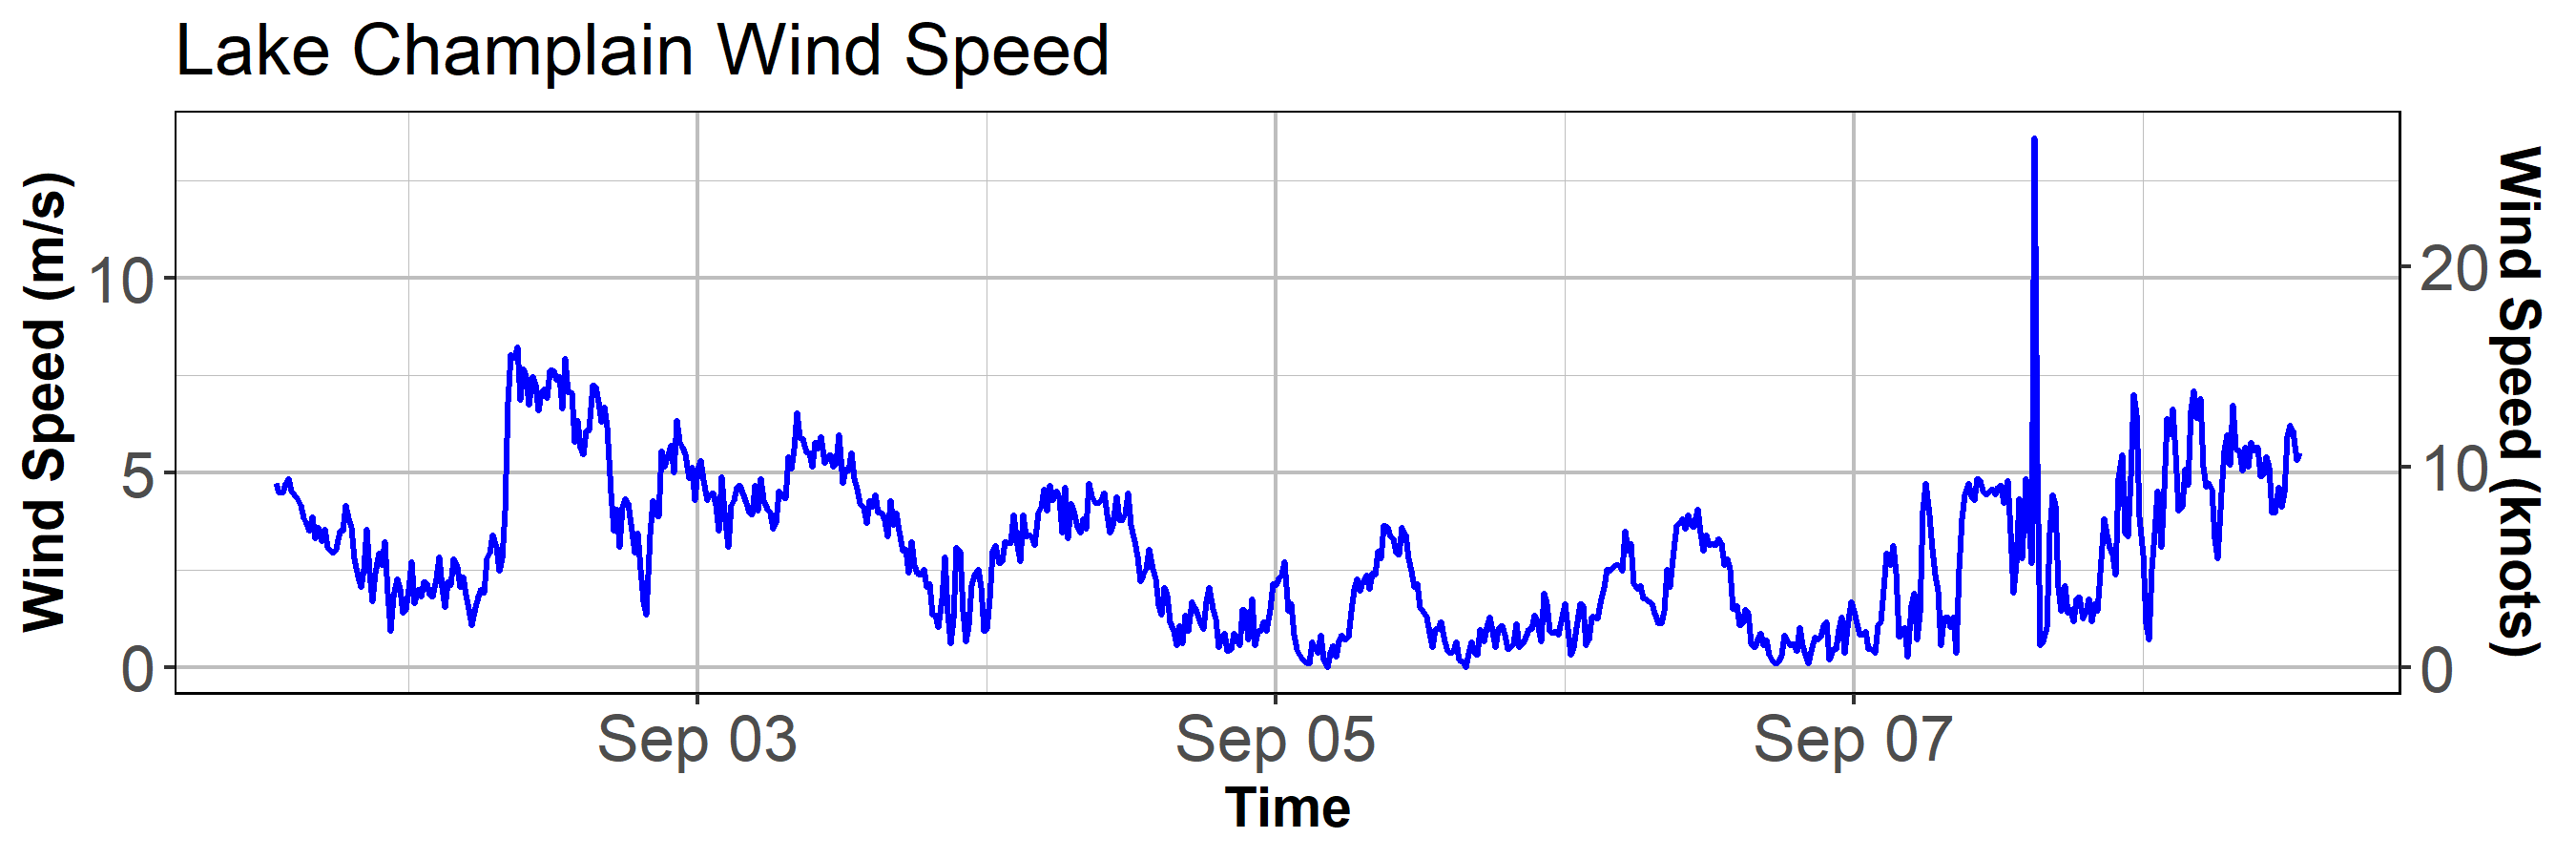 Lake Champlain Wind Speed
Wind Speed (m/s)
10
5
0
20
10
0
Wind Speed (knots)
Sep 03
Sep 05
Sep 07
Time